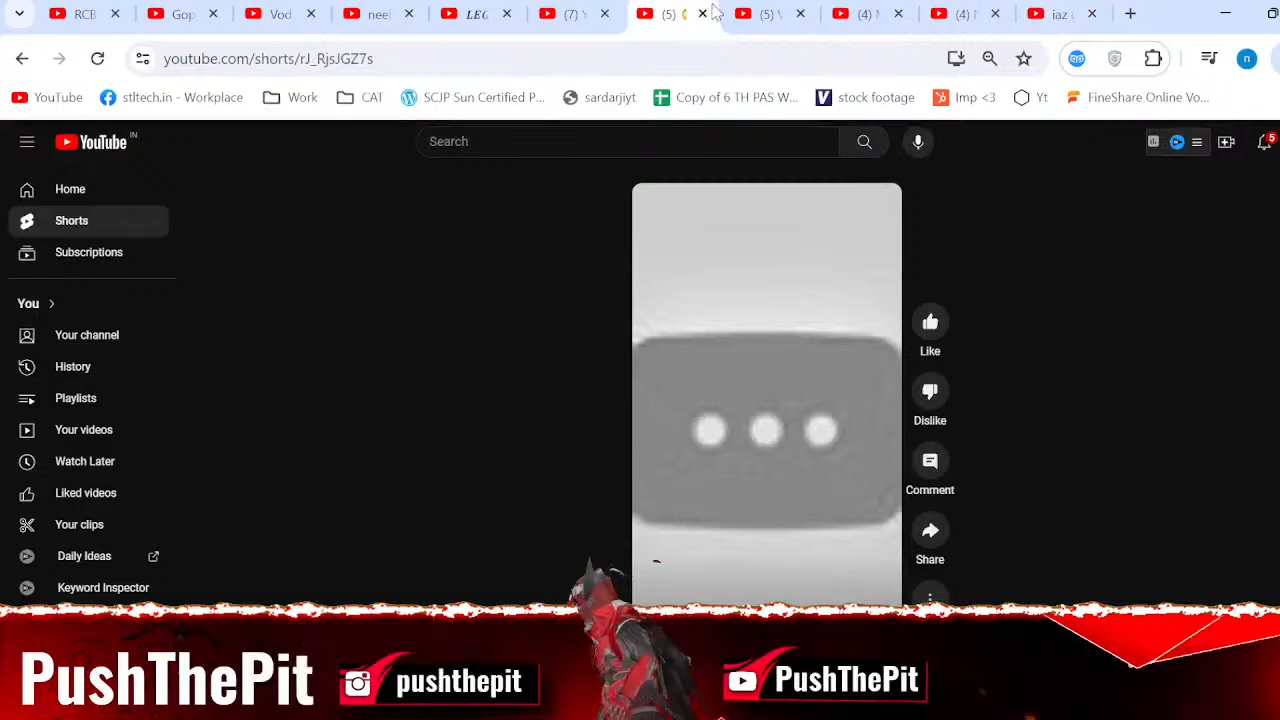 RCB
Gop
Vod
neel
LEG
(7) Y
(5)
(5) \
(4) N
(4) N
iaz g
youtube.com/shorts/rJ_RjsJGZ7s
n
YouTube
stltech.in - Workplace
Work
CAT
SCJP Sun Certified P...
sardarjiyt
Copy of 6 TH PAS W...
stock footage
Imp <3
Yt
FineShare Online Vo...
YouTube IN
Search
5
Home
Shorts
Subscriptions
You
Your channel
History
Playlists
Your videos
Watch Later
Liked videos
Your clips
Daily Ideas
Keyword Inspector
Like
Dislike
Comment
Share
PushThePit
pushthepit
PushThePit